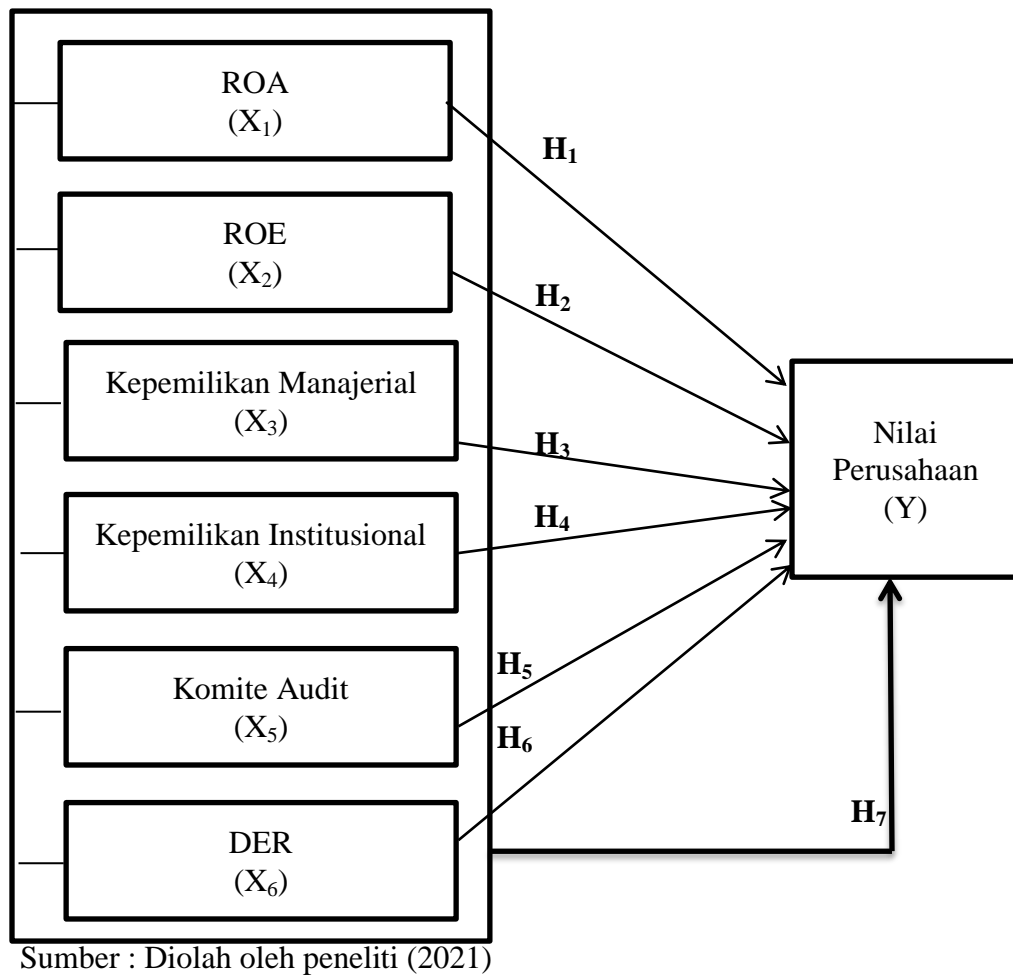 ROA
(X₁)
H₁
ROE
(X₂)
H₂
Kepemilikan Manajerial
(X₃)
H₃
Kepemilikan Institusional
(X₄)
H₄
Nilai
Perusahaan
(Y)
Komite Audit
(X₅)
H₅
H₆
DER
(X₆)
H₇
Sumber : Diolah oleh peneliti (2021)